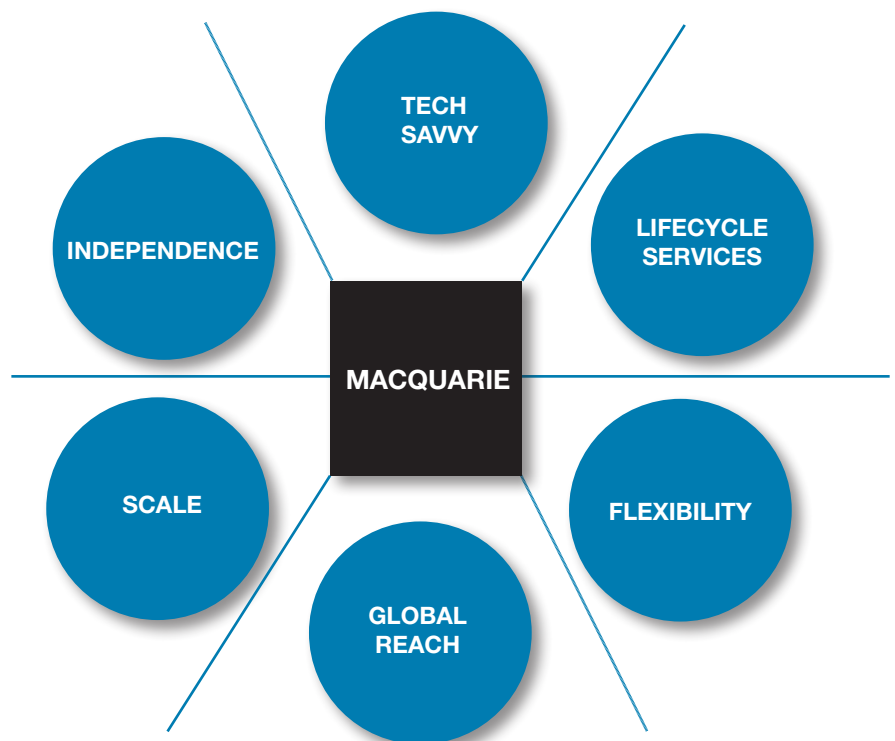 TECH
SAVVY
INDEPENDENCE
LIFECYCLE
SERVICES
MACQUARIE
SCALE
FLEXIBILITY
GLOBAL
REACH